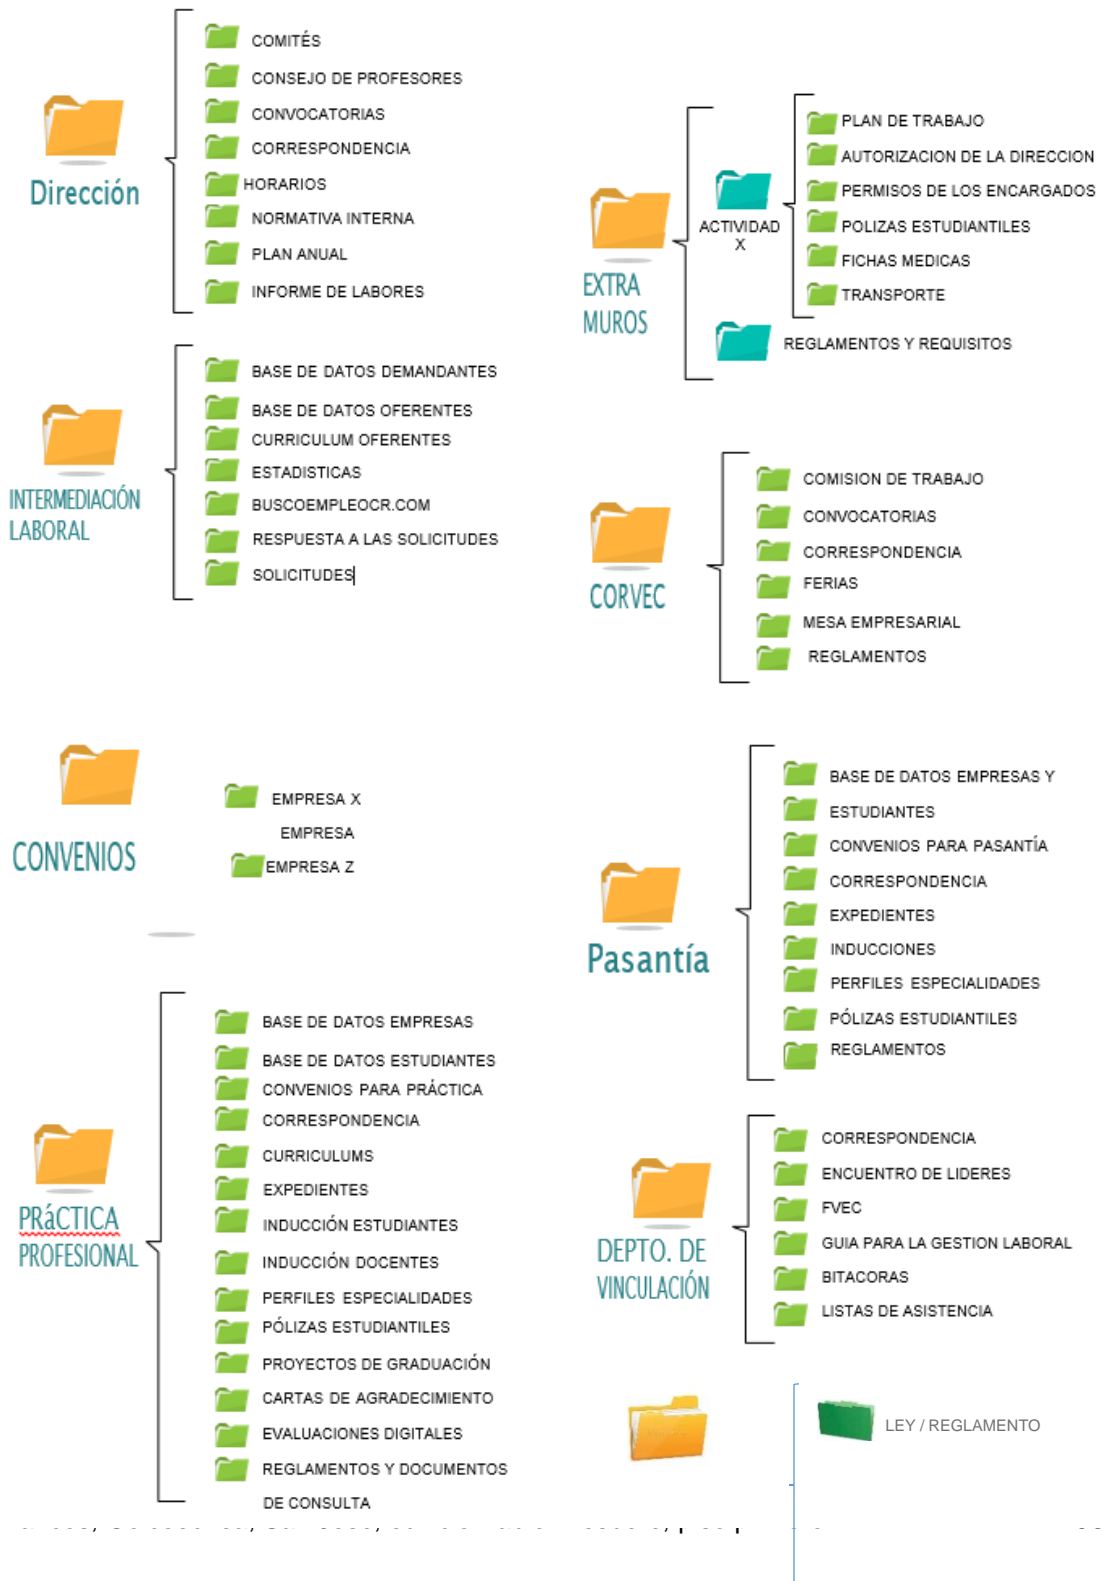 Dirección
COMITÉS
CONSEJO DE PROFESORES
CONVOCATORIAS
CORRESPONDENCIA
HORARIOS
NORMATIVA INTERNA
PLAN ANUAL
INFORME DE LABORES
INTERMEDIACIÓN
LABORAL
BASE DE DATOS DEMANDANTES
BASE DE DATOS OFERENTES
CURRICULUM OFERENTES
ESTADISTICAS
BUSCOEMPLEOCR.COM
RESPUESTA A LAS SOLICITUDES
SOLICITUDES
CONVENIOS
EMPRESA X
EMPRESA
EMPRESA Z
PRáCTICA
PROFESIONAL
BASE DE DATOS EMPRESAS
BASE DE DATOS ESTUDIANTES
CONVENIOS PARA PRÁCTICA
CORRESPONDENCIA
CURRICULUMS
EXPEDIENTES
INDUCCIÓN ESTUDIANTES
INDUCCIÓN DOCENTES
PERFILES ESPECIALIDADES
PÓLIZAS ESTUDIANTILES
PROYECTOS DE GRADUACIÓN
CARTAS DE AGRADECIMIENTO
EVALUACIONES DIGITALES
REGLAMENTOS Y DOCUMENTOS
DE CONSULTA
EXTRA
MUROS
ACTIVIDAD
X
PLAN DE TRABAJO
AUTORIZACION DE LA DIRECCION
PERMISOS DE LOS ENCARGADOS
POLIZAS ESTUDIANTILES
FICHAS MEDICAS
TRANSPORTE
REGLAMENTOS Y REQUISITOS
CORVEC
COMISION DE TRABAJO
CONVOCATORIAS
CORRESPONDENCIA
FERIAS
MESA EMPRESARIAL
REGLAMENTOS
Pasantía
BASE DE DATOS EMPRESAS Y
ESTUDIANTES
CONVENIOS PARA PASANTÍA
CORRESPONDENCIA
EXPEDIENTES
INDUCCIONES
PERFILES ESPECIALIDADES
PÓLIZAS ESTUDIANTILES
REGLAMENTOS
DEPTO. DE
VINCULACIÓN
CORRESPONDENCIA
ENCUENTRO DE LIDERES
FVEC
GUIA PARA LA GESTION LABORAL
BITACORAS
LISTAS DE ASISTENCIA
LEY / REGLAMENTO